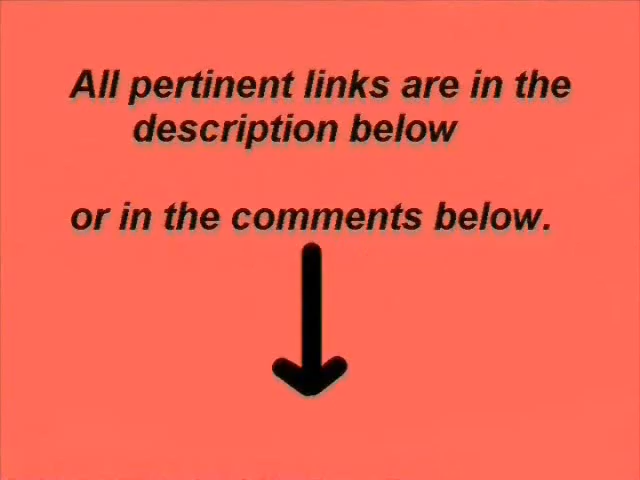 All pertinent links are in the
description below
or in the comments below.